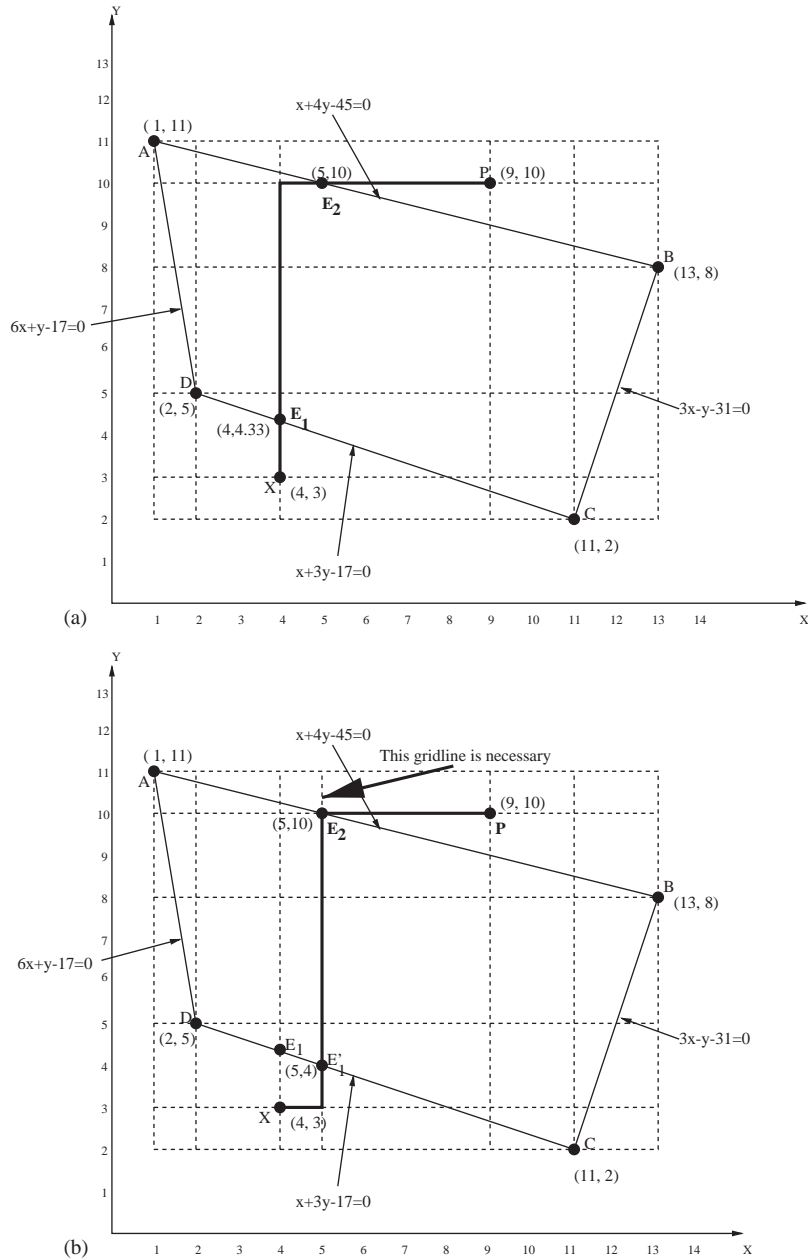 Y
13
12
x+4y-45=0
( 1, 11)
11
A
(5,10)
P
(9, 10)
10
E2
9
B
8
(13, 8)
7
6x+y-17=0
6
D
5
(2, 5)
E1
3x-y-31=0
(4,4.33)
4
3
X
(4, 3)
C
2
(11, 2)
1
x+3y-17=0
(a)
1 2 3 4 5 6 7 8 9 10 11 12 13 14
X
Y
13
12
x+4y-45=0
( 1, 11)
This gridline is necessary
11
A
(9, 10)
10
(5,10)
E2
P
9
B
8
(13, 8)
7
6x+y-17=0
6
D
5
(2, 5)
3x-y-31=0
E1
(5,4)
E'1
4
3
X
(4, 3)
C
2
(11, 2)
1
x+3y-17=0
(b)
1 2 3 4 5 6 7 8 9 10 11 12 13 14
X